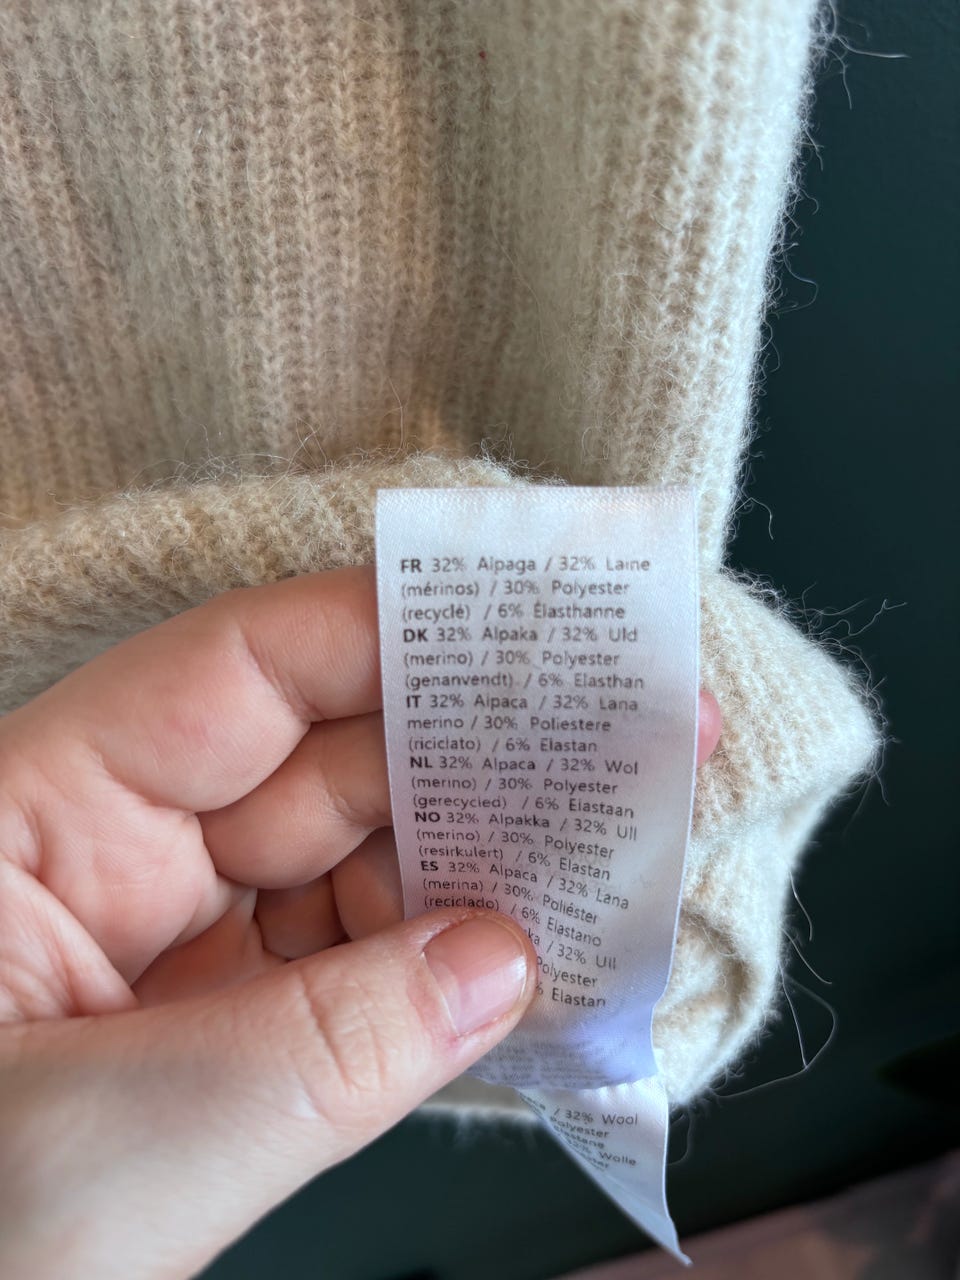 FR 32% Alpaga / 32% Laine
(mérinos) / 30% Polyester
(recyclé) / 6% Élasthanne
DK 32% Alpaka / 32% Uld
(merino) / 30% Polyester
(genanvendt) / 6% Elasthan
IT 32% Alpaca / 32% Lana
merino / 30% Poliestere
(riciclato) / 6% Elastan
NL 32% Alpaca / 32% Wol
(merino) / 30% Polyester
(gerecycled) / 6% Elastaan
NO 32% Alpakka / 32% Ull
(merino) / 30% Polyester
(resirkulert) / 6% Elastan
ES 32% Alpaca / 32% Lana
(merina) / 30% Poliéster
(reciclado) / 6% Elastano
/ 32% Ull
Polyester
% Elastan
/ 32% Wool
Polyester
Elastane
32% Wolle